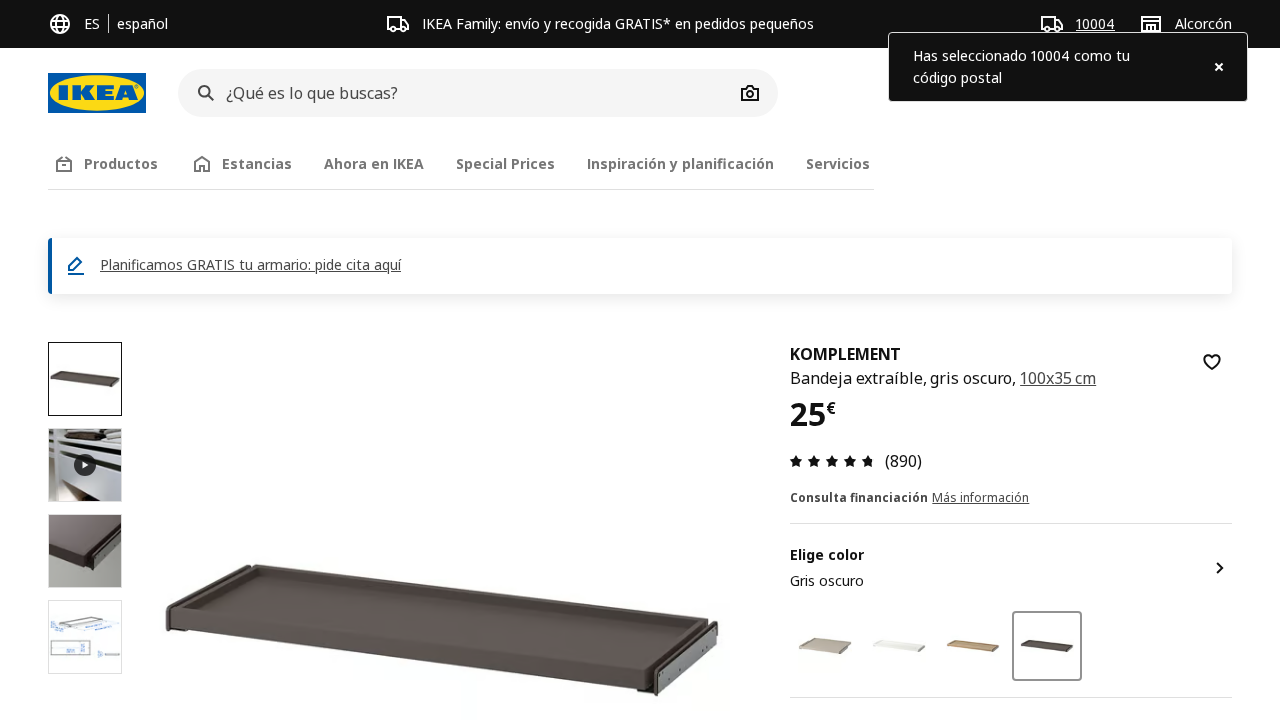 ES español
IKEA Family: envío y recogida GRATIS* en pedidos pequeños
10004
Alcorcón
Has seleccionado 10004 como tu
código postal
IKEA
¿Qué es lo que buscas?
Productos
Estancias
Ahora en IKEA
Special Prices
Inspiración y planificación
Servicios
Planificamos GRATIS tu armario: pide cita aquí
KOMPLEMENT
Bandeja extraíble, gris oscuro, 100x35 cm
25€
(890)
Consulta financiación Más información
Elige color
Gris oscuro